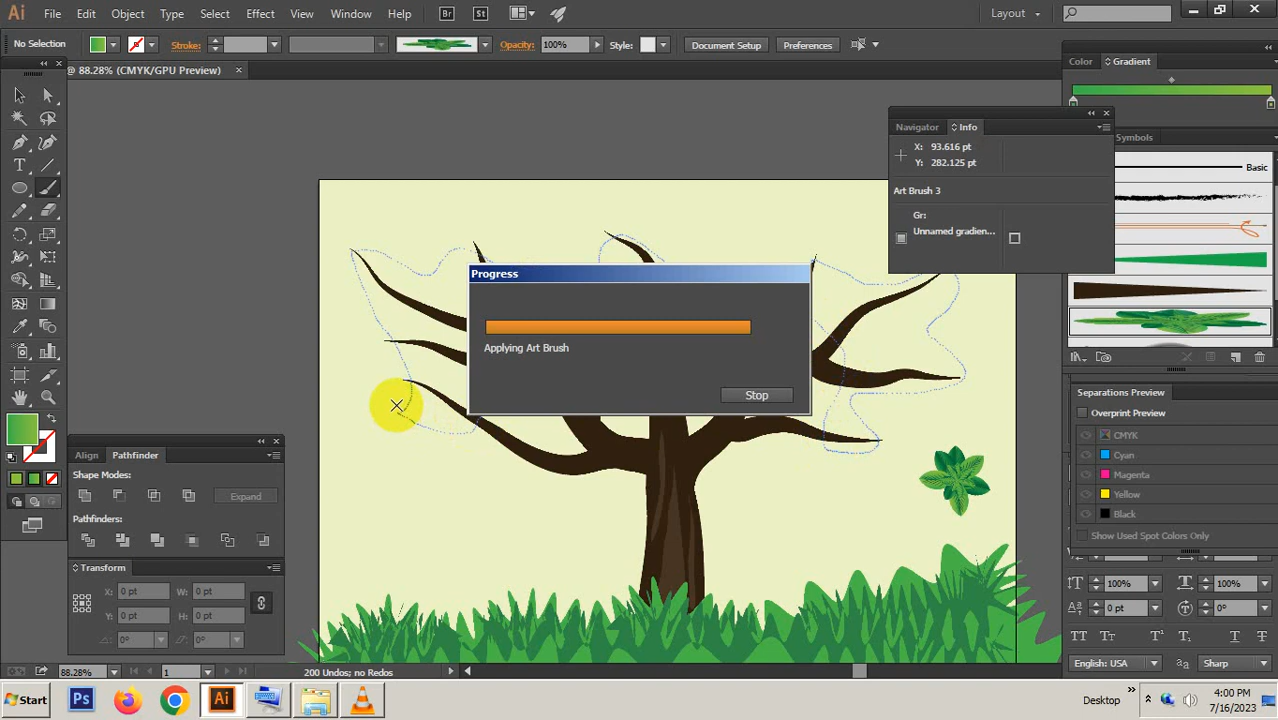 Ai File Edit Object Type Select Effect View Window Help Br St Layout
No Selection Stroke: Opacity: 100% Style: Document Setup Preferences
@ 88.28% (CMYK/GPU Preview) ×
Color Gradient
Navigator Info
X: 93.616 pt
Y: 282.125 pt
Art Brush 3
Gr:
Unnamed gradien...
Symbols
Basic
Progress
Applying Art Brush
Stop
Separations Preview
Overprint Preview
CMYK
Cyan
Magenta
Yellow
Black
Show Used Spot Colors Only
Align Pathfinder
Shape Modes:
Expand
Pathfinders:
Transform
X: 0 pt W: 0 pt
Y: 0 pt H: 0 pt
0° 0°
100% 100%
0 pt 0°
English: USA Sharp
88.28% 1 200 Undos; no Redos
Start Ps Ai Desktop 4:00 PM
7/16/2023